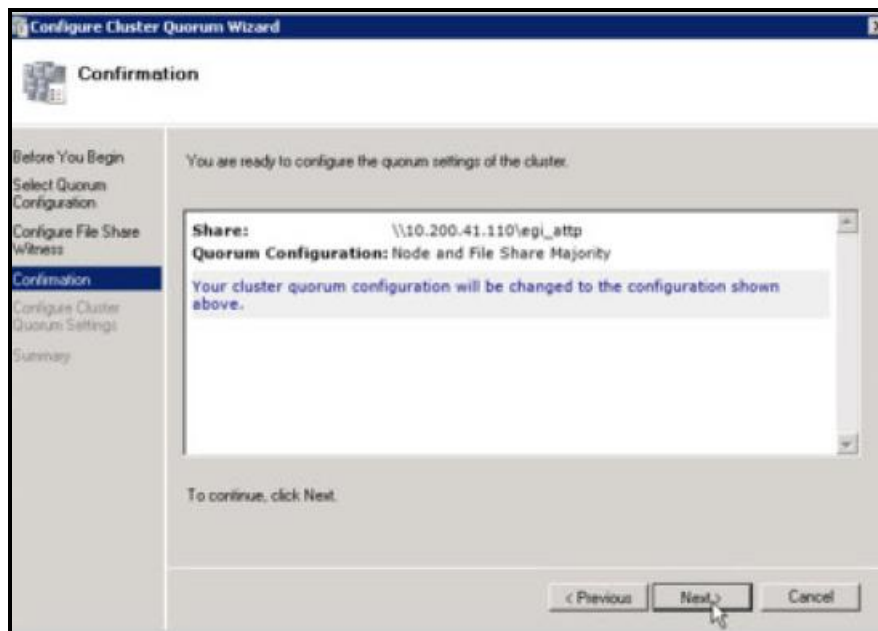 Configure Cluster Quorum Wizard
Confirmation
Before You Begin
Select Quorum
Configuration
Configure File Share
Witness
Confirmation
Configure Cluster
Quorum Settings
Summary
You are ready to configure the quorum settings of the cluster.
Share: \\10.200.41.110\egi_attp
Quorum Configuration: Node and File Share Majority
Your cluster quorum configuration will be changed to the configuration shown
above.
To continue, click Next.
< Previous Next > Cancel